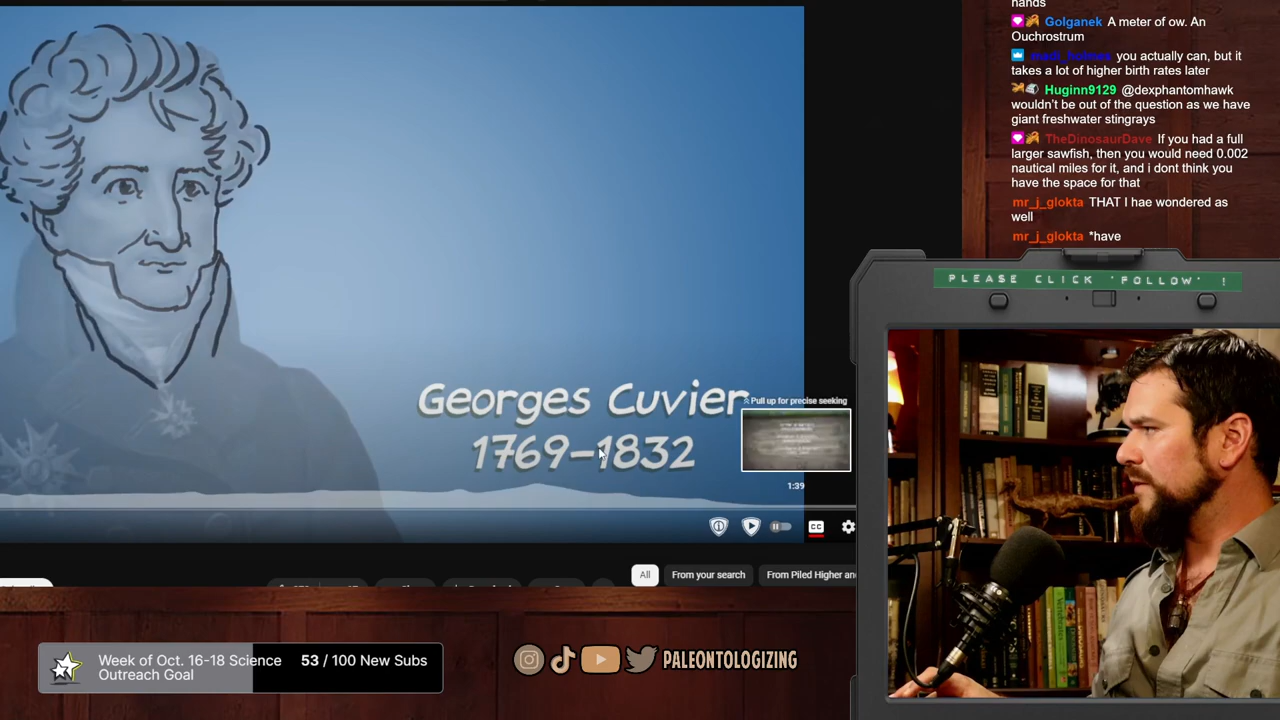 hands
Golganek A meter of ow. An
Ouchrostrum
you actually can, but it
takes a lot of higher birth rates later
Huginn9129 @dexphantomhawk
wouldn't be out of the question as we have
giant freshwater stingrays
TheDinosaurDave If you had a full
larger sawfish, then you would need 0.002
nautical miles for it, and i dont think you
have the space for that
mr_j_glokta THAT I hae wondered as
well
mr_j_glokta *have
PLEASE CLICK 'FOLLOW' !
Georges Cuvier
1769–1832
Pull up for precise seeking
1:39
CC
All
From your search
From Piled Higher an
Week of Oct. 16-18 Science
Outreach Goal
53 / 100 New Subs
PALEONTOLOGIZING